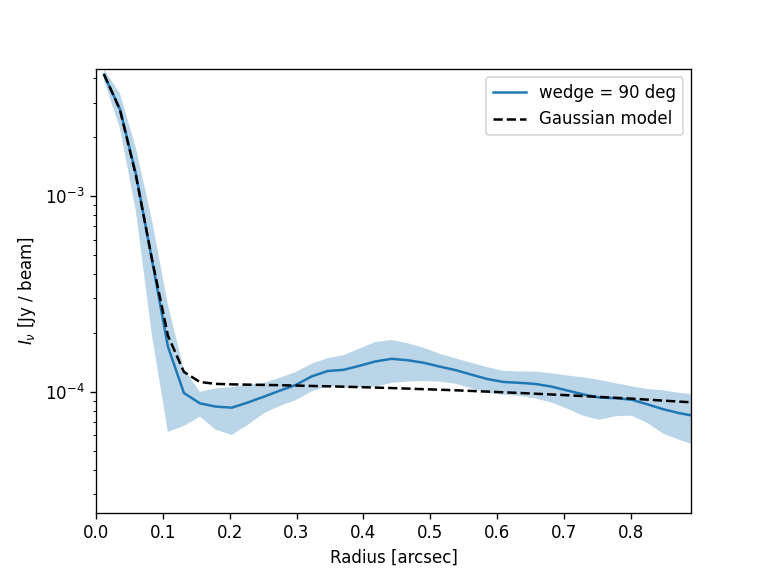 wedge = 90 deg
Gaussian model
10⁻³
10⁻⁴
I_ν [Jy / beam]
0.0 0.1 0.2 0.3 0.4 0.5 0.6 0.7 0.8
Radius [arcsec]